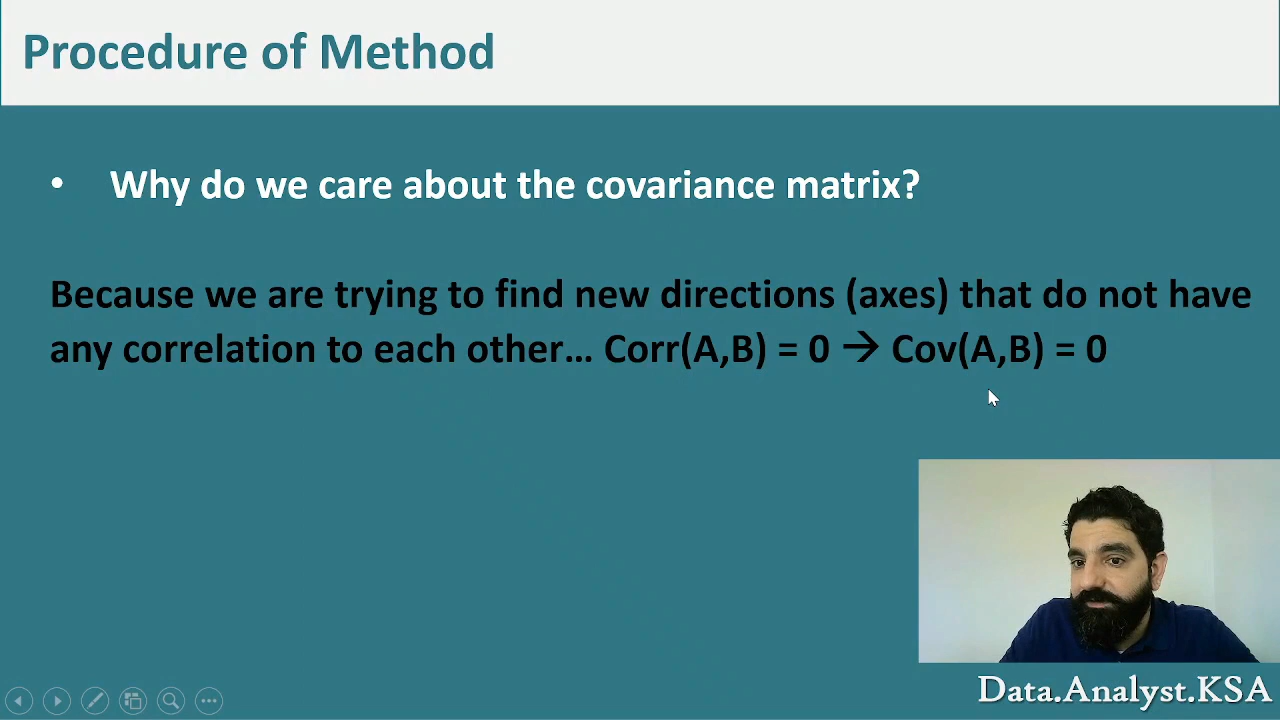 Procedure of Method
• Why do we care about the covariance matrix?
Because we are trying to find new directions (axes) that do not have
any correlation to each other... Corr(A,B) = 0 → Cov(A,B) = 0
Data.Analyst.KSA